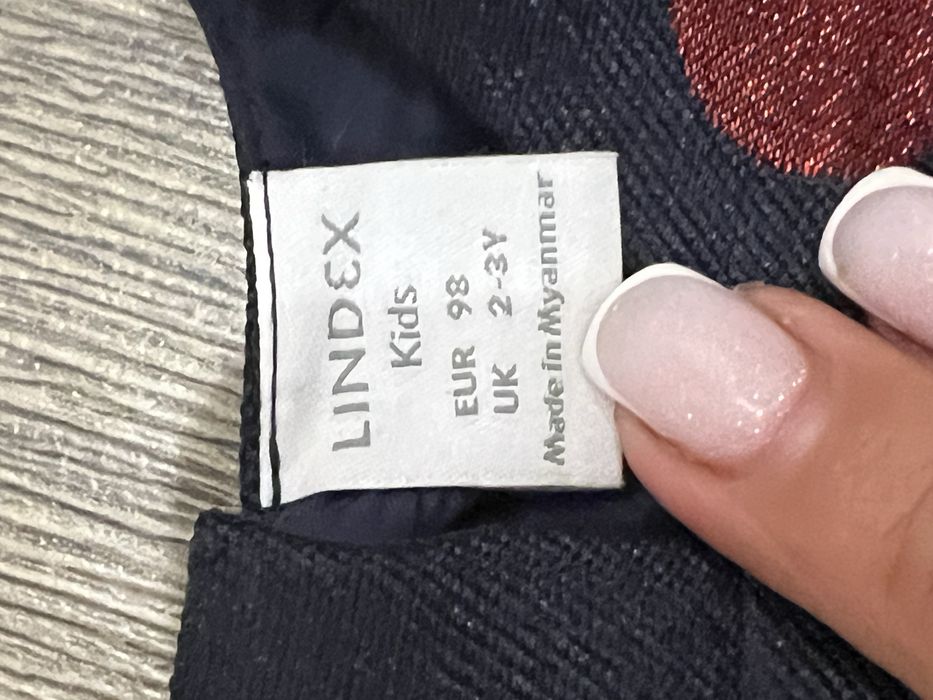 LINDEX
Kids
EUR 98
UK 2-3Y
Made in Myanmar